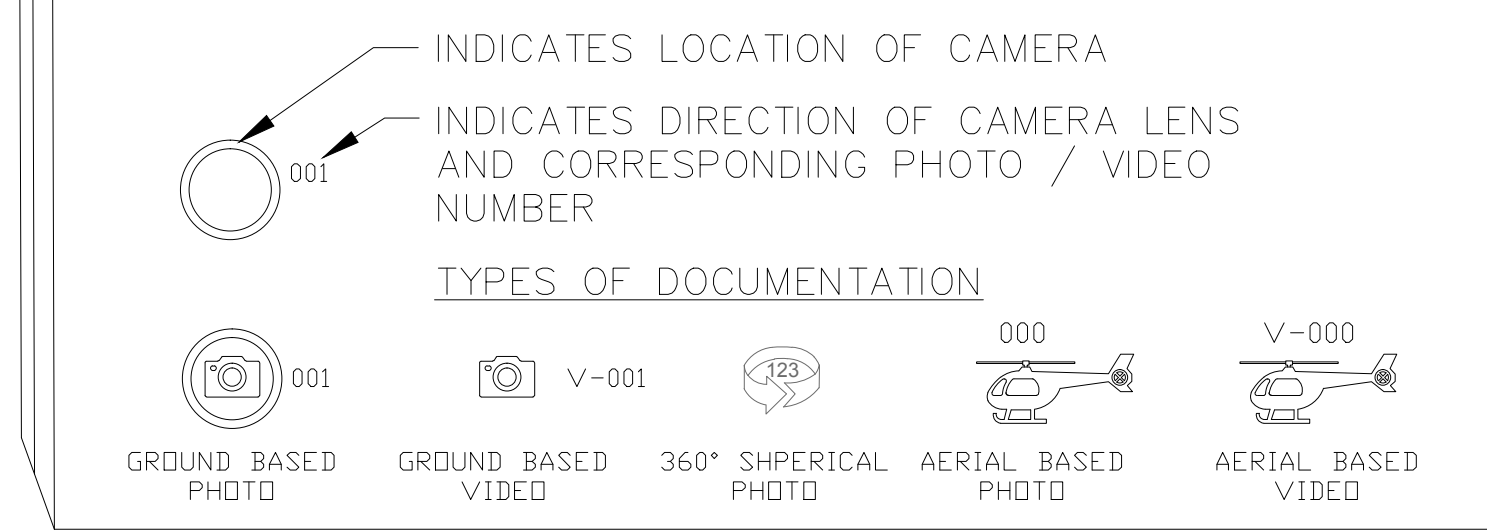 INDICATES LOCATION OF CAMERA
INDICATES DIRECTION OF CAMERA LENS
001
AND CORRESPONDING PHOTO / VIDEO
NUMBER
TYPES OF DOCUMENTATION
000
V-000
001
V-001
123
GROUND BASED
PHOTO
GROUND BASED
VIDEO
360° SHPERICAL
PHOTO
AERIAL BASED
PHOTO
AERIAL BASED
VIDEO